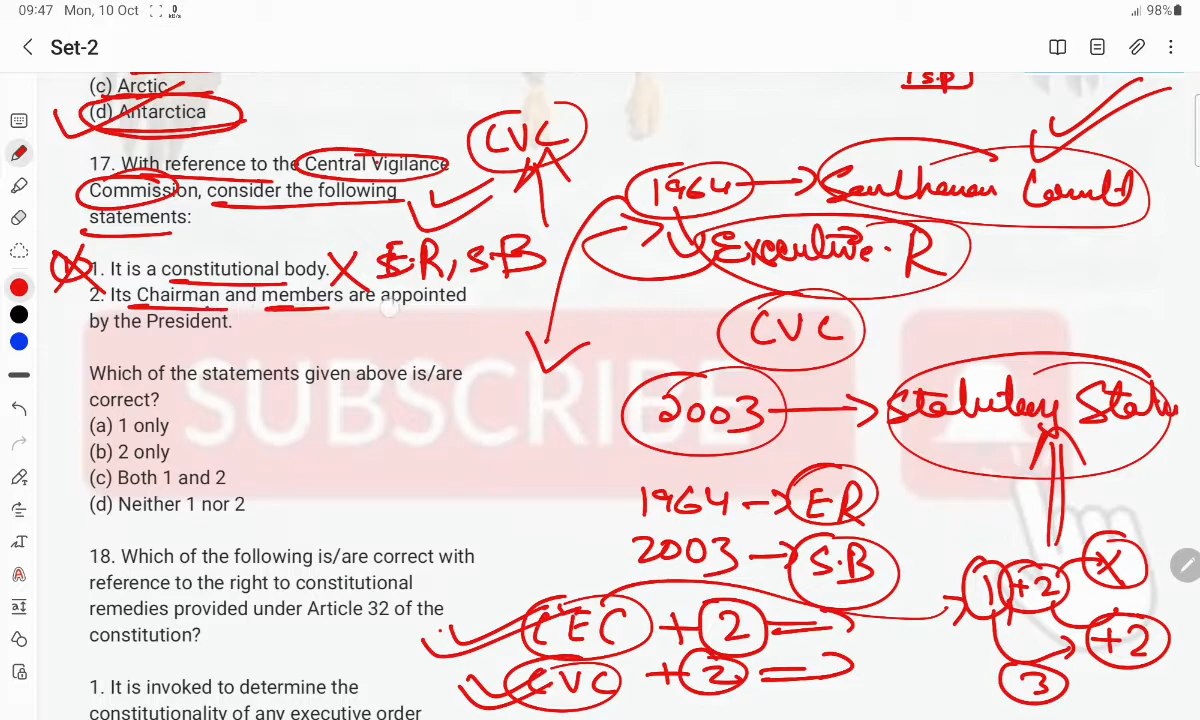 09:47 Mon, 10 Oct
98%
Set-2
(c) Arctic
(d) Antarctica
17. With reference to the Central Vigilance
Commission, consider the following
statements:
1. It is a constitutional body.
2. Its Chairman and members are appointed
by the President.
Which of the statements given above is/are
correct?
(a) 1 only
(b) 2 only
(c) Both 1 and 2
(d) Neither 1 nor 2
18. Which of the following is/are correct with
reference to the right to constitutional
remedies provided under Article 32 of the
constitution?
1. It is invoked to determine the
constitutionality of any executive order
SUBSCRIBE
CVC
E.R, S.B
1964
Executive. R
CVC
2003
1964 → ER
2003 → S.B
CEC + 2 =
CVC + 2 =
1 + 2 X
+2
3